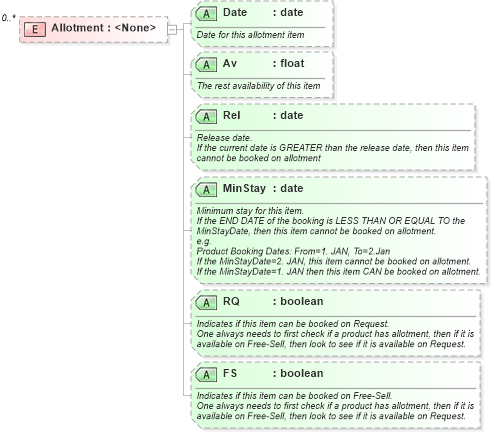 0..*
E Allotment : <None>
A Date : date
Date for this allotment item
A Av : float
The rest availability of this item
A Rel : date
Release date.
If the current date is GREATER than the release date, then this item
cannot be booked on allotment
A MinStay : date
Minimum stay for this item.
If the END DATE of the booking is LESS THAN OR EQUAL TO the
MinStayDate, then this item cannot be booked on allotment.
e.g.
Product Booking Dates: From=1. JAN, To=2.Jan
If the MinStayDate=2. JAN, this item cannot be booked on allotment.
If the MinStayDate=1. JAN then this item CAN be booked on allotment.
A RQ : boolean
Indicates if this item can be booked on Request.
One always needs to first check if a product has allotment, then if it is
available on Free-Sell, then look to see if it is available on Request.
A FS : boolean
Indicates if this item can be booked on Free-Sell.
One always needs to first check if a product has allotment, then if it is
available on Free-Sell, then look to see if it is available on Request.